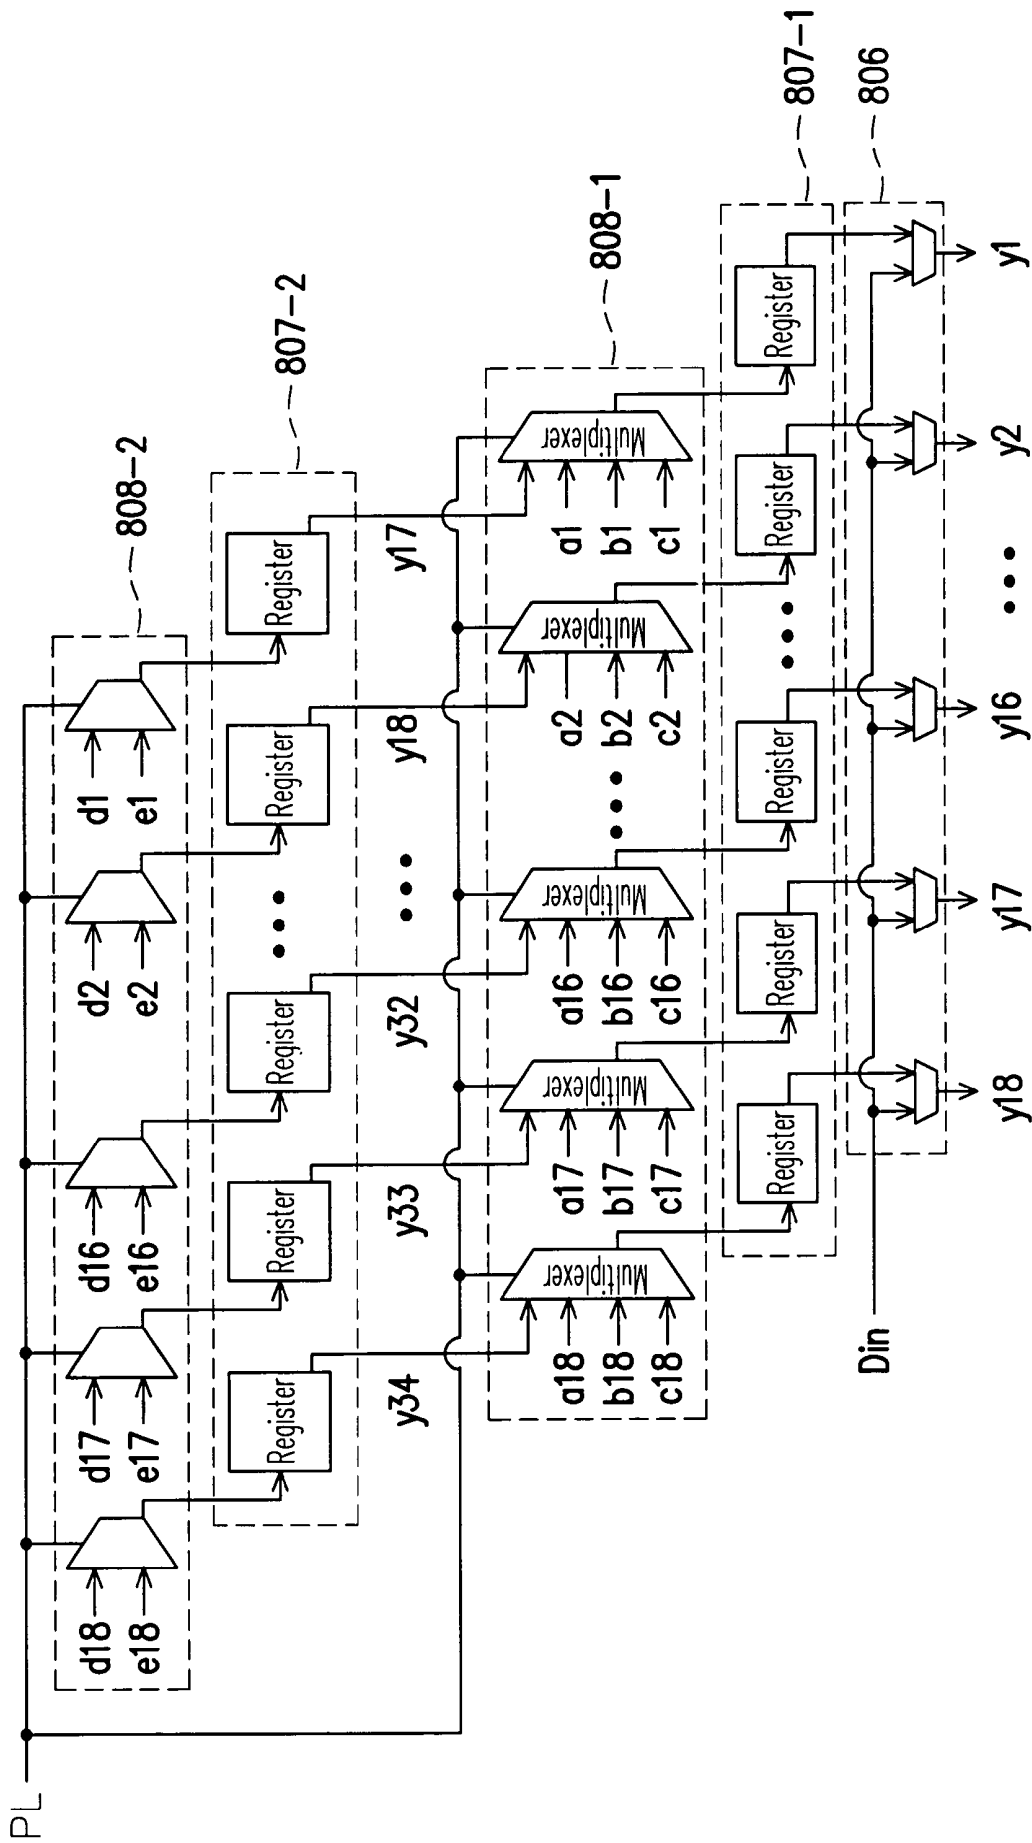 PL
d18
e18
d17
e17
d16
e16
d2
e2
d1
e1
808-2
Register
Register
Register
Register
Register
807-2
y34
y33
y32
y18
y17
a18
b18
c18
Multiplexer
a17
b17
c17
Multiplexer
a16
b16
c16
Multiplexer
a2
b2
c2
Multiplexer
a1
b1
c1
Multiplexer
808-1
Register
Register
Register
Register
Register
807-1
Din
806
y18
y17
y16
y2
y1